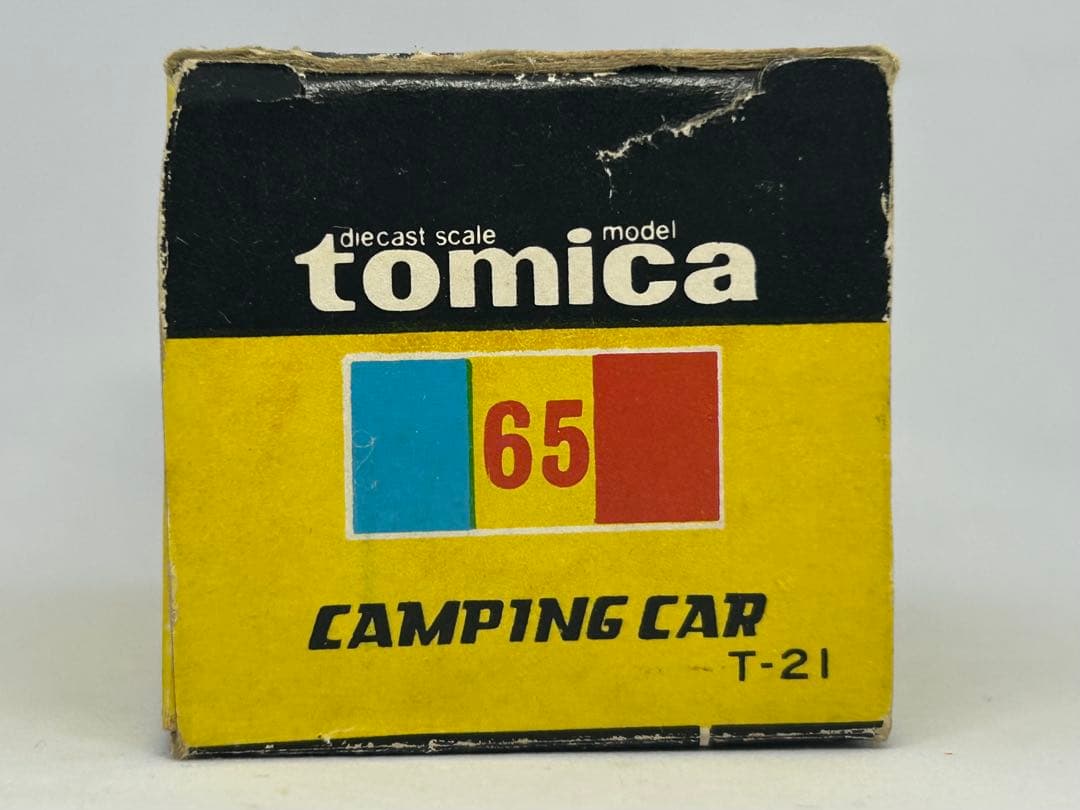 diecast scale model
tomica
65
CAMPING CAR
T-21